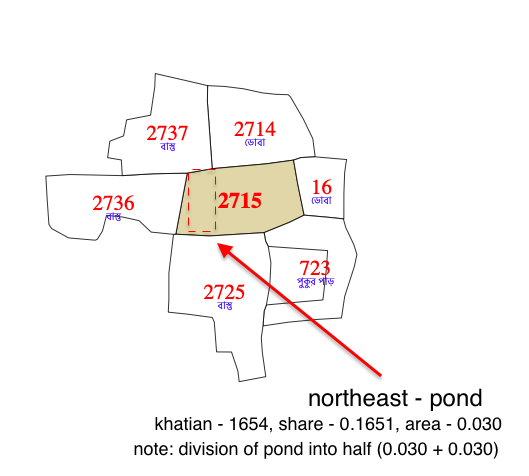 2737
বাস্তু
2714
ডোবা
2736
বাস্তু
2715
16
ডোবা
2725
বাস্তু
723
পুকুর পাড়
northeast - pond
khatian - 1654, share - 0.1651, area - 0.030
note: division of pond into half (0.030 + 0.030)